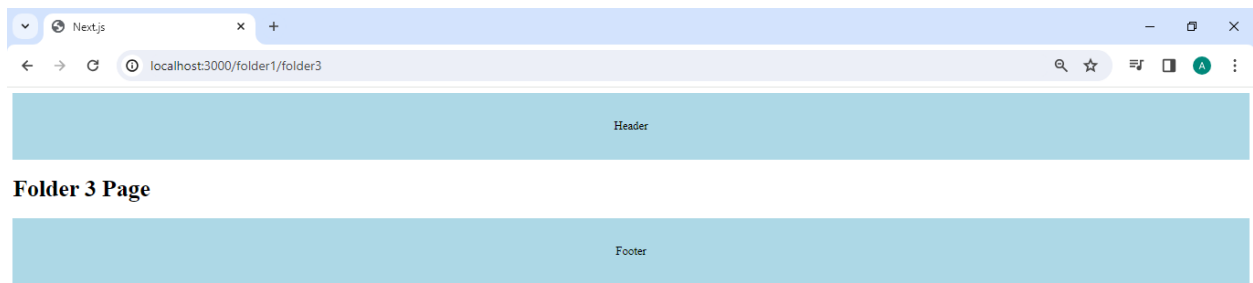 Next.js
localhost:3000/folder1/folder3
A
Header
Folder 3 Page
Footer